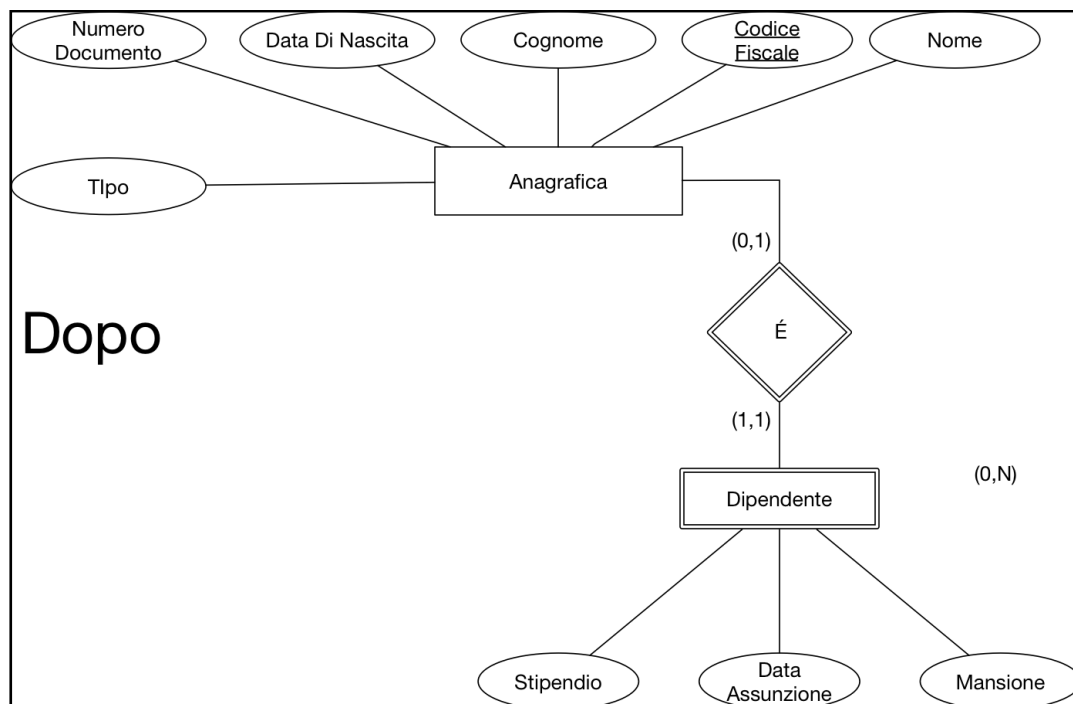 Numero
Documento
Data Di Nascita
Cognome
Codice
Fiscale
Nome
TIpo
Anagrafica
(0,1)
Dopo
É
(1,1)
Dipendente
(0,N)
Stipendio
Data
Assunzione
Mansione